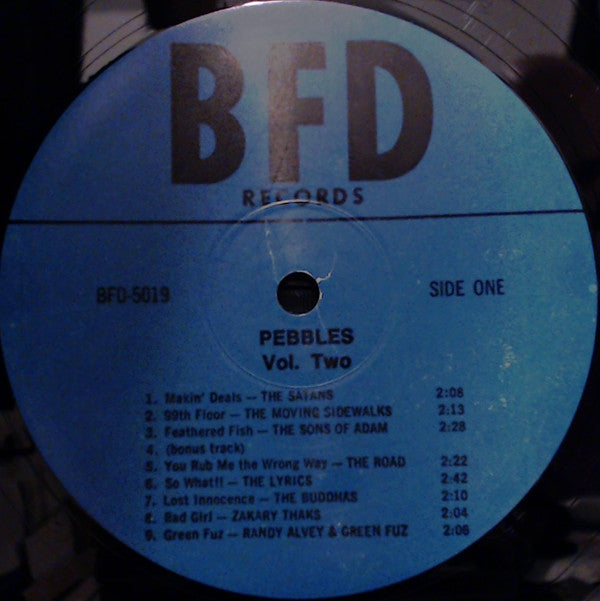 BFD
RECORDS
BFD-5019 SIDE ONE
PEBBLES
Vol. Two
1. Makin' Deals — THE SATANS 2:08
2. 99th Floor — THE MOVING SIDEWALKS 2:13
3. Feathered Fish — THE SONS OF ADAM 2:28
4. (bonus track)
5. You Rub Me the Wrong Way — THE ROAD 2:22
6. So What!! — THE LYRICS 2:42
7. Lost Innocence — THE BUDDHAS 2:10
8. Bad Girl — ZAKARY THAKS 2:04
9. Green Fuz — RANDY ALVEY & GREEN FUZ 2:06